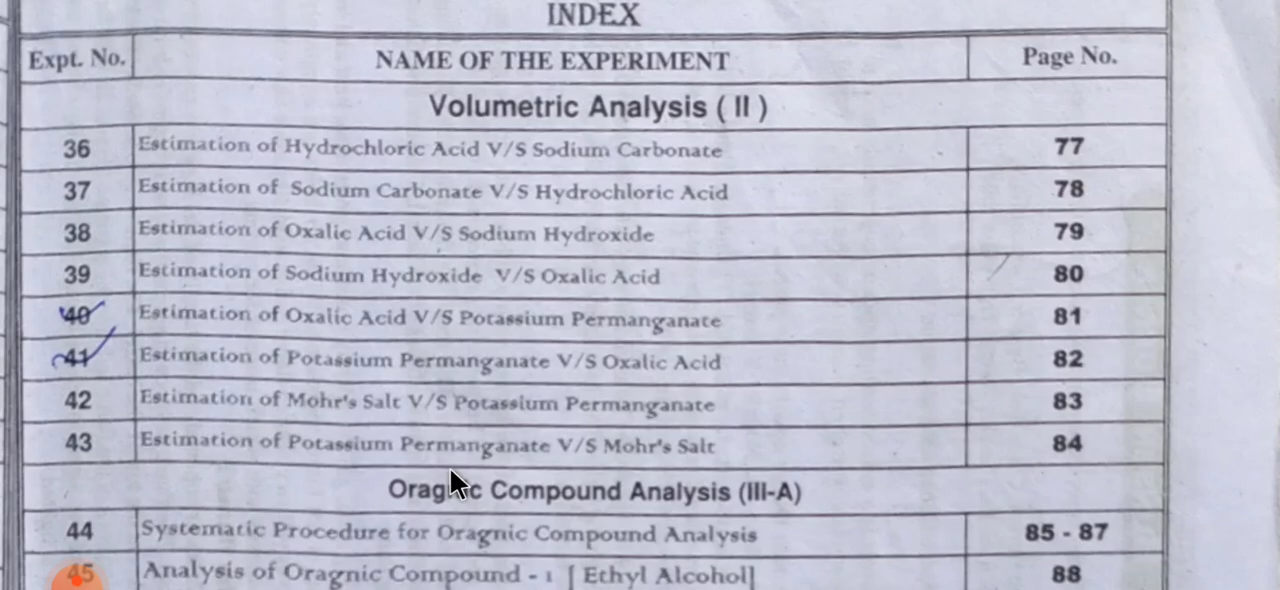 INDEX
Expt. No. NAME OF THE EXPERIMENT Page No.
Volumetric Analysis ( II )
36 Estimation of Hydrochloric Acid V/S Sodium Carbonate 77
37 Estimation of Sodium Carbonate V/S Hydrochloric Acid 78
38 Estimation of Oxalic Acid V/S Sodium Hydroxide 79
39 Estimation of Sodium Hydroxide V/S Oxalic Acid 80
40 Estimation of Oxalic Acid V/S Potassium Permanganate 81
41 Estimation of Potassium Permanganate V/S Oxalic Acid 82
42 Estimation of Mohr's Salt V/S Potassium Permanganate 83
43 Estimation of Potassium Permanganate V/S Mohr's Salt 84
Oragnic Compound Analysis (III-A)
44 Systematic Procedure for Oragnic Compound Analysis 85 - 87
45 Analysis of Oragnic Compound - 1 [ Ethyl Alcohol] 88